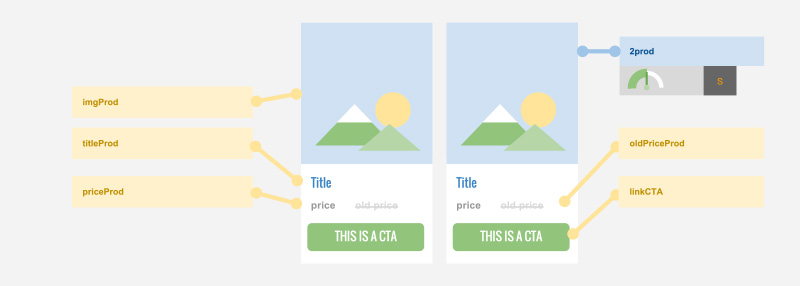 imgProd
titleProd
priceProd
Title
price old price
THIS IS A CTA
Title
price old price
THIS IS A CTA
2prod
S
oldPriceProd
linkCTA